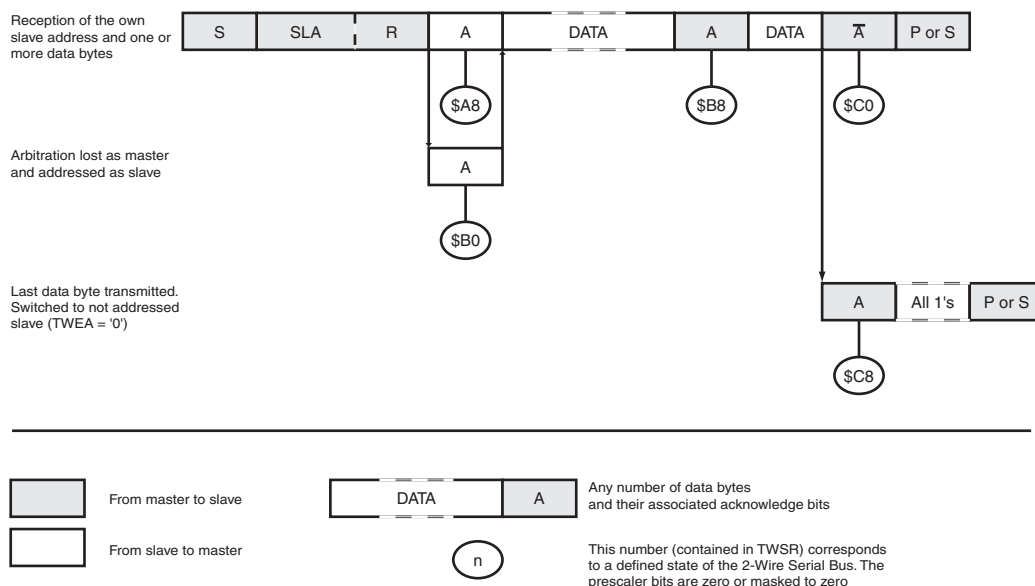 Reception of the own
slave address and one or
more data bytes
S SLA R A DATA A DATA A̅ P or S
$A8 $B8 $C0
Arbitration lost as master
and addressed as slave
A
$B0
Last data byte transmitted.
Switched to not addressed
slave (TWEA = '0')
A All 1's P or S
$C8
From master to slave
DATA A
Any number of data bytes
and their associated acknowledge bits
From slave to master
n
This number (contained in TWSR) corresponds
to a defined state of the 2-Wire Serial Bus. The
prescaler bits are zero or masked to zero